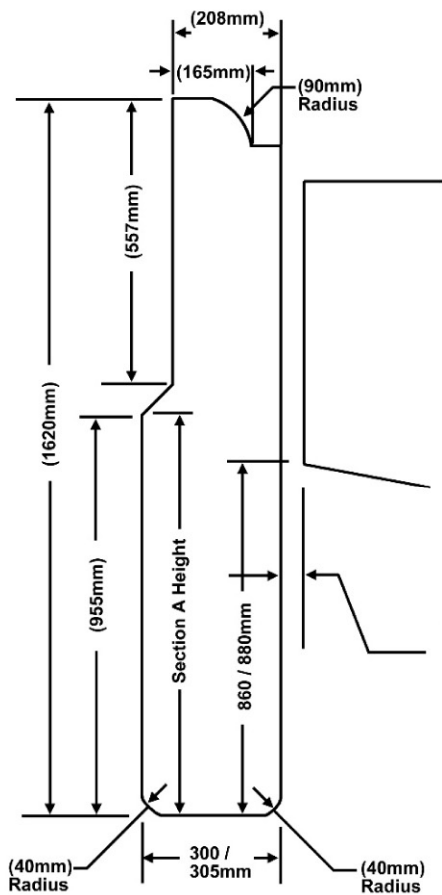 (208mm)
(165mm)
(90mm)
Radius
(557mm)
(1620mm)
(955mm)
Section A Height
860 / 880mm
(40mm)
Radius
300 /
305mm
(40mm)
Radius